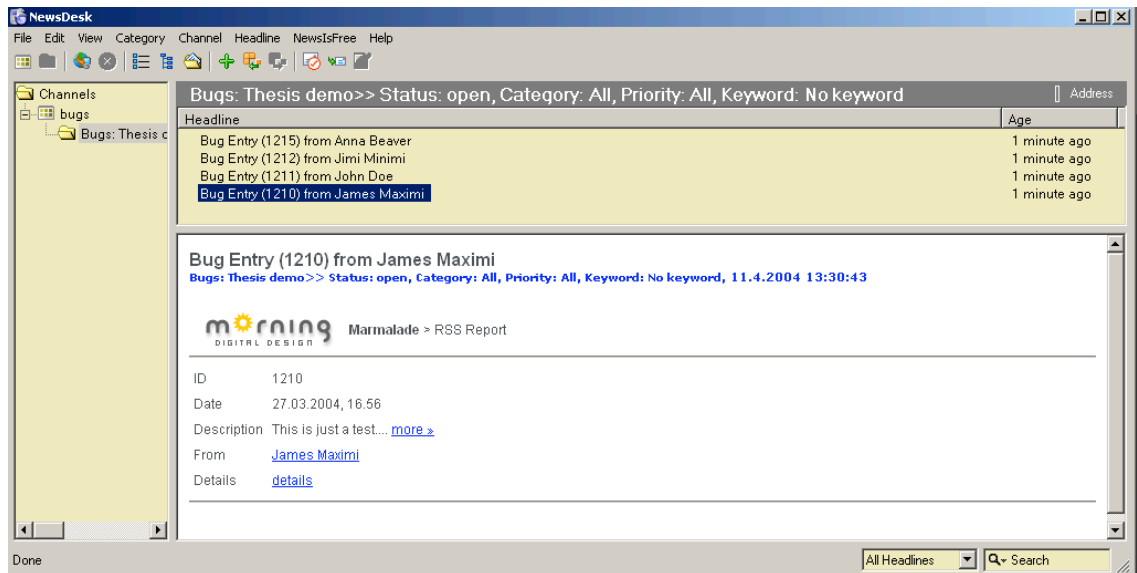 NewsDesk
File Edit View Category Channel Headline NewsIsFree Help
Channels
bugs
Bugs: Thesis c
Bugs: Thesis demo>> Status: open, Category: All, Priority: All, Keyword: No keyword
Address
Headline Age
Bug Entry (1215) from Anna Beaver 1 minute ago
Bug Entry (1212) from Jimi Minimi 1 minute ago
Bug Entry (1211) from John Doe 1 minute ago
Bug Entry (1210) from James Maximi 1 minute ago
Bug Entry (1210) from James Maximi
Bugs: Thesis demo>> Status: open, Category: All, Priority: All, Keyword: No keyword, 11.4.2004 13:30:43
morning
DIGITAL DESIGN
Marmalade > RSS Report
ID 1210
Date 27.03.2004, 16.56
Description This is just a test.... more »
From James Maximi
Details details
Done
All Headlines
Search